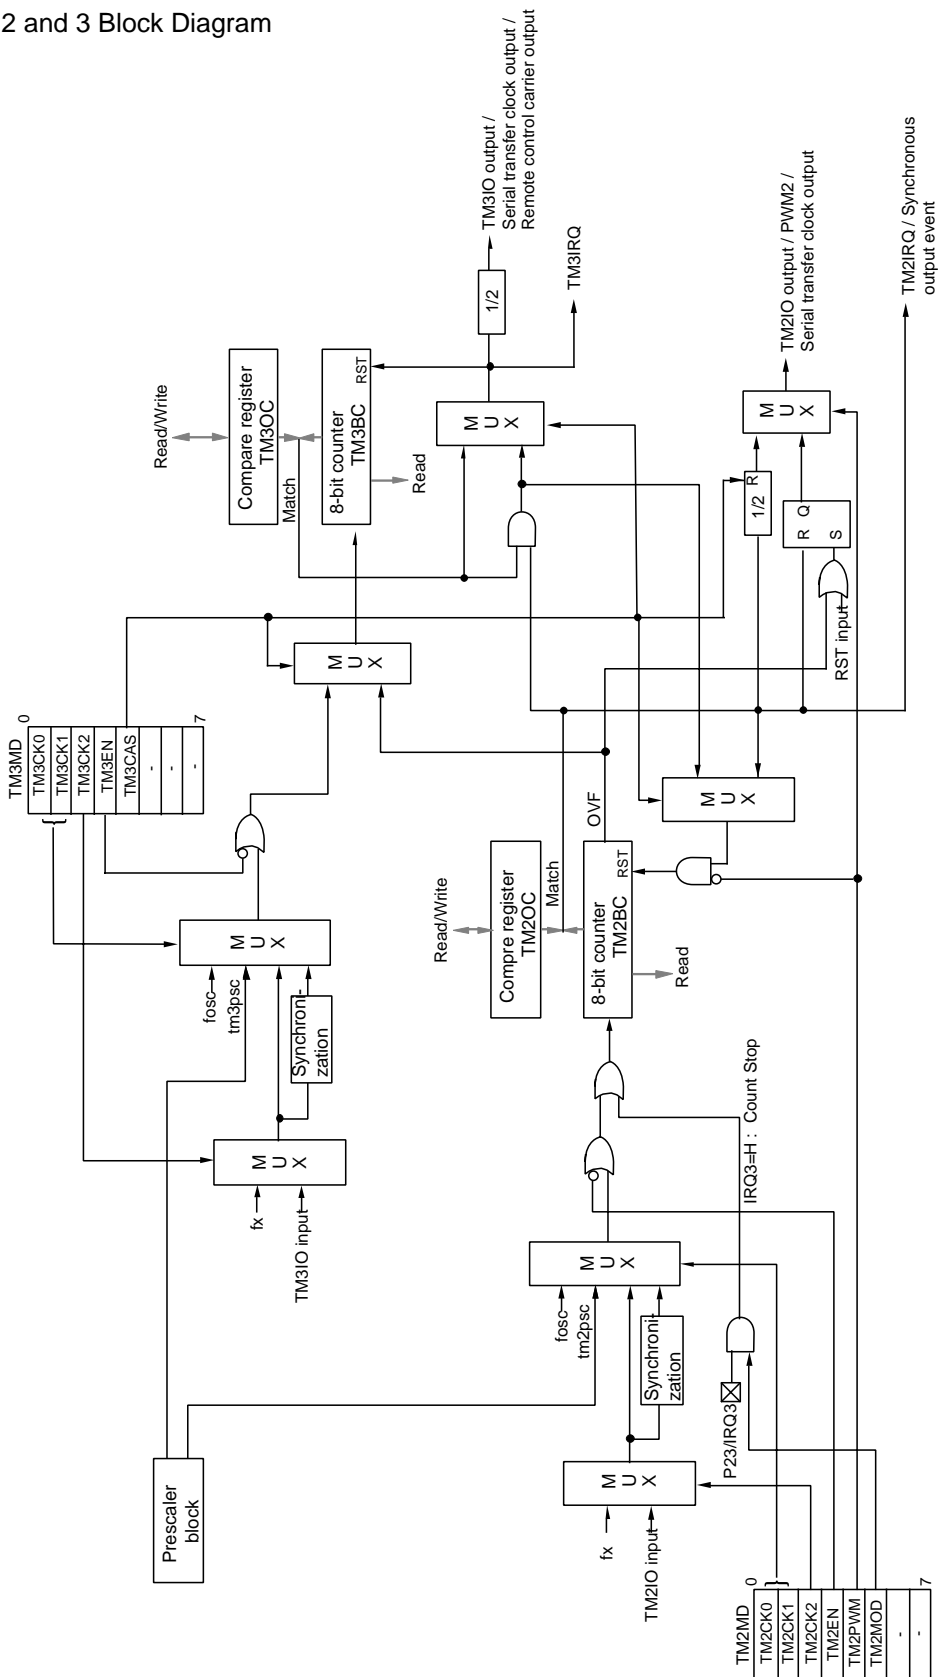 2 and 3 Block Diagram
TM3IO output /
Serial transfer clock output /
Remote control carrier output
TM3IRQ
1/2
Read/Write
Compare register
TM3OC
Match
8-bit counter
TM3BC
RST
Read
M
U
X
TM2IO output / PWM2 /
Serial transfer clock output
TM2IRQ / Synchronous
output event
M
U
X
1/2
R
R
Q
S
RST input
M
U
X
TM3MD
0
TM3CK0
TM3CK1
TM3CK2
TM3EN
TM3CAS
-
-
-
7
M
U
X
fosc
tm3psc
Synchroni-
zation
M
U
X
fx
TM3IO input
OVF
M
U
X
Read/Write
Compre register
TM2OC
Match
8-bit counter
TM2BC
RST
Read
IRQ3=H : Count Stop
M
U
X
fosc
tm2psc
Synchroni-
zation
P23/IRQ3
M
U
X
fx
TM2IO input
Prescaler
block
TM2MD
0
TM2CK0
TM2CK1
TM2CK2
TM2EN
TM2PWM
TM2MOD
-
-
7